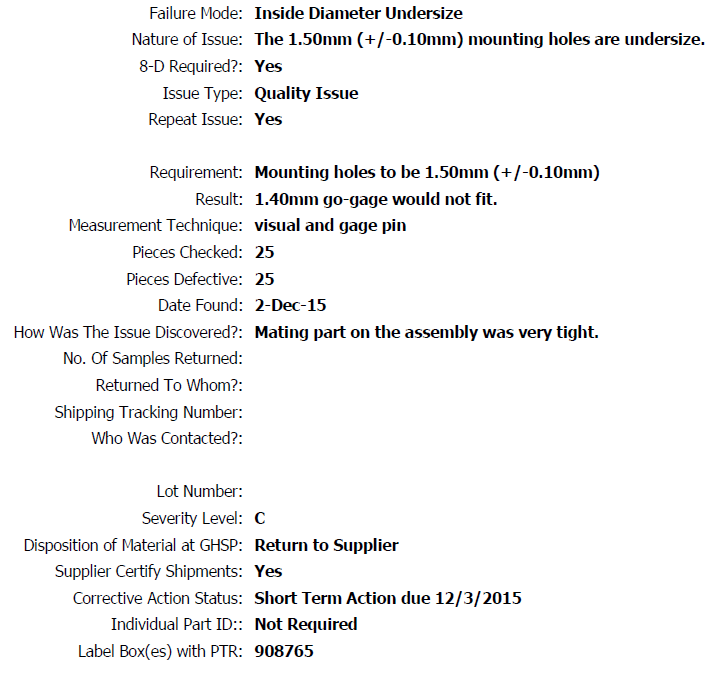 Failure Mode: Inside Diameter Undersize
Nature of Issue: The 1.50mm (+/-0.10mm) mounting holes are undersize.
8-D Required?: Yes
Issue Type: Quality Issue
Repeat Issue: Yes
Requirement: Mounting holes to be 1.50mm (+/-0.10mm)
Result: 1.40mm go-gage would not fit.
Measurement Technique: visual and gage pin
Pieces Checked: 25
Pieces Defective: 25
Date Found: 2-Dec-15
How Was The Issue Discovered?: Mating part on the assembly was very tight.
No. Of Samples Returned:
Returned To Whom?:
Shipping Tracking Number:
Who Was Contacted?:
Lot Number:
Severity Level: C
Disposition of Material at GHSP: Return to Supplier
Supplier Certify Shipments: Yes
Corrective Action Status: Short Term Action due 12/3/2015
Individual Part ID:: Not Required
Label Box(es) with PTR: 908765